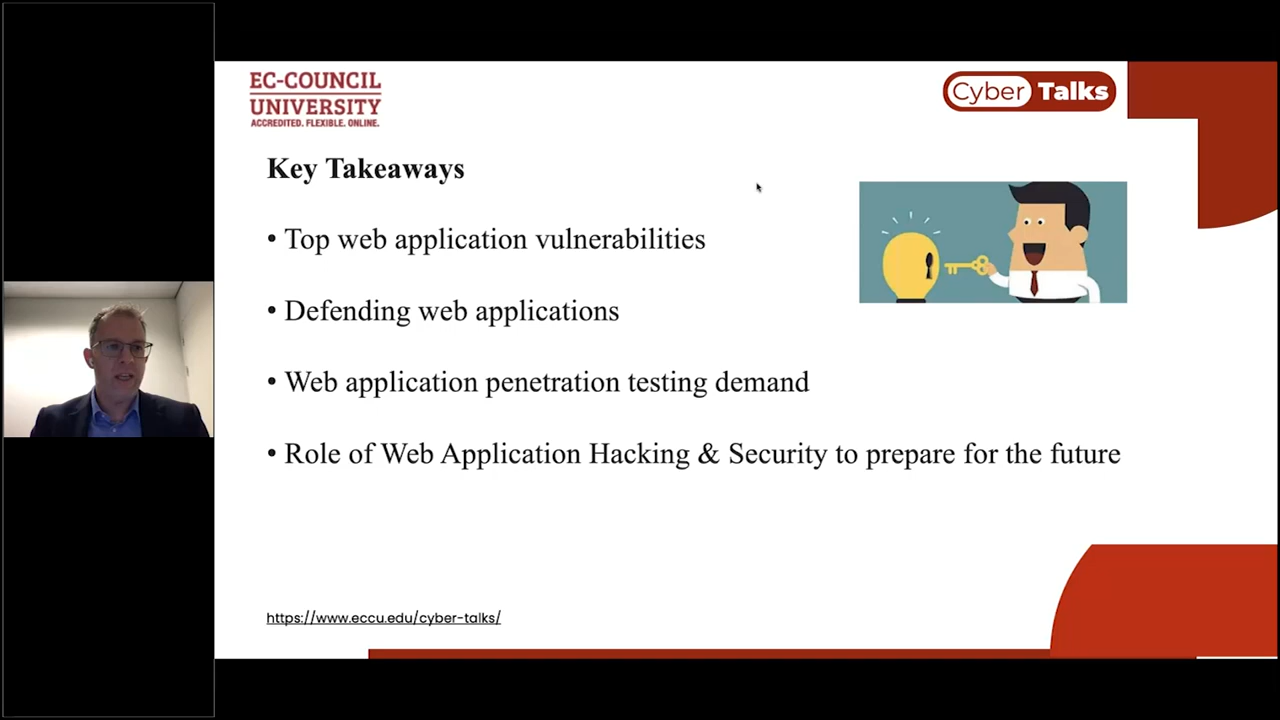 EC-COUNCIL
UNIVERSITY
ACCREDITED. FLEXIBLE. ONLINE.
Cyber Talks
Key Takeaways
• Top web application vulnerabilities
• Defending web applications
• Web application penetration testing demand
• Role of Web Application Hacking & Security to prepare for the future
https://www.eccu.edu/cyber-talks/